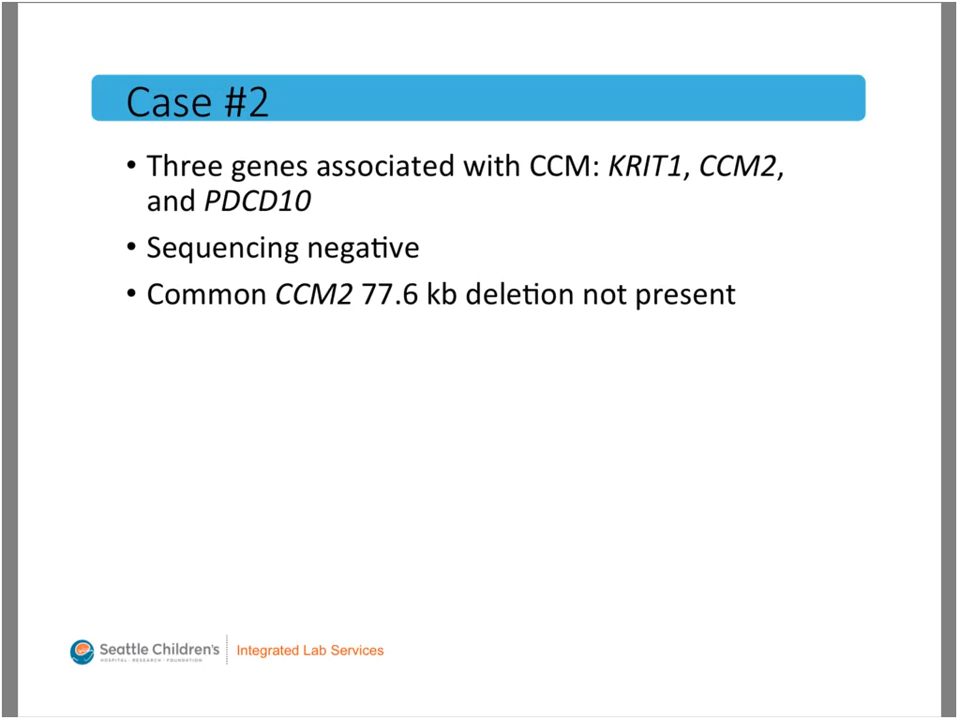 Case #2
• Three genes associated with CCM: KRIT1, CCM2,
and PDCD10
• Sequencing negative
• Common CCM2 77.6 kb deletion not present
Seattle Children's
HOSPITAL · RESEARCH · FOUNDATION
Integrated Lab Services